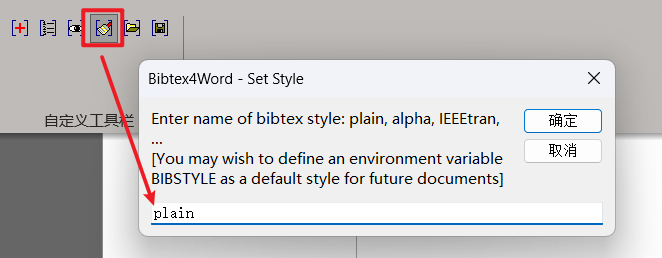 Bibtex4Word - Set Style
Enter name of bibtex style: plain, alpha, IEEEtran,
...
[You may wish to define an environment variable
BIBSTYLE as a default style for future documents]
确定
取消
plain
自定义工具栏